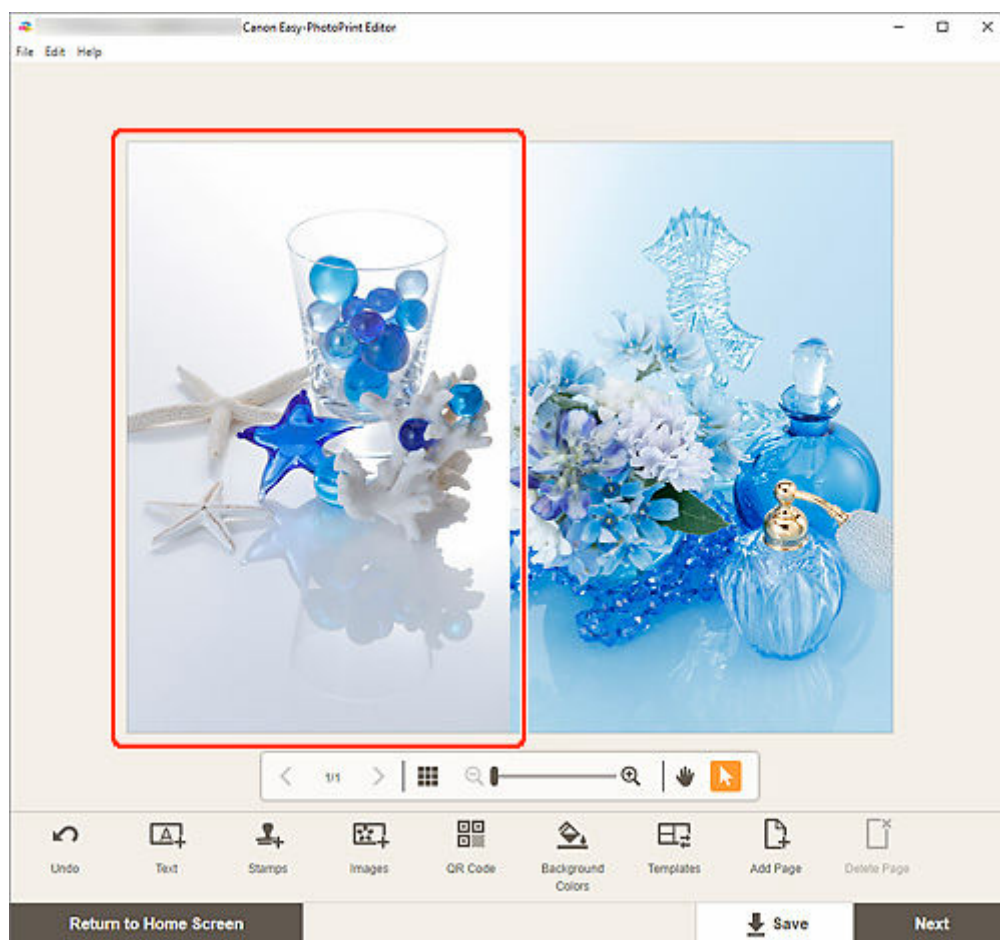 Canon Easy-PhotoPrint Editor
File Edit Help
1/1
Undo Text Stamps Images QR Code Background Colors Templates Add Page Delete Page
Return to Home Screen Save Next